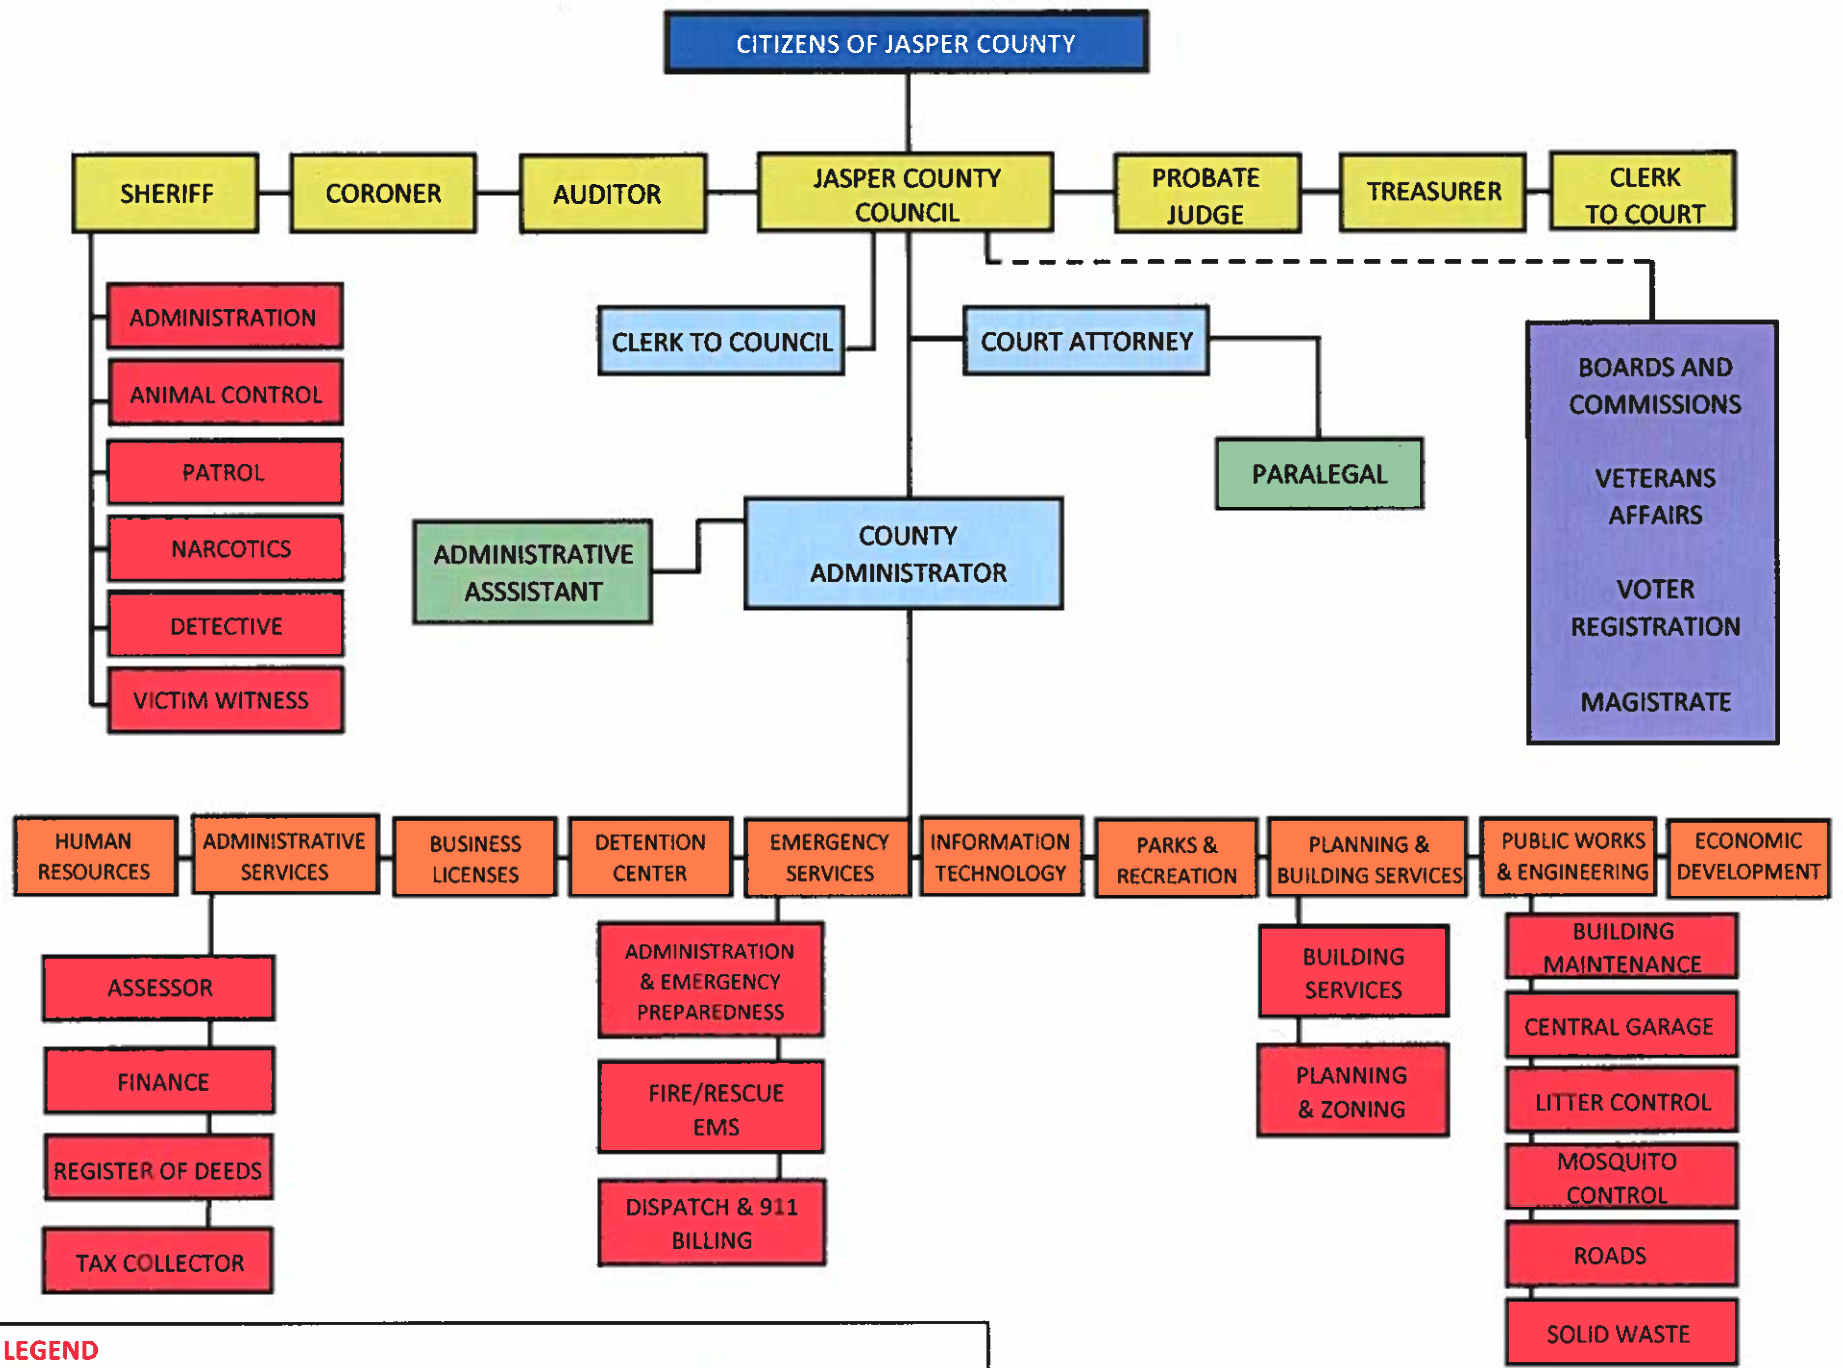 CITIZENS OF JASPER COUNTY
SHERIFF
CORONER
AUDITOR
JASPER COUNTY
COUNCIL
PROBATE
JUDGE
TREASURER
CLERK
TO COURT
ADMINISTRATION
ANIMAL CONTROL
PATROL
NARCOTICS
DETECTIVE
VICTIM WITNESS
CLERK TO COUNCIL
COURT ATTORNEY
PARALEGAL
BOARDS AND
COMMISSIONS
VETERANS
AFFAIRS
VOTER
REGISTRATION
MAGISTRATE
ADMINISTRATIVE
ASSSISTANT
COUNTY
ADMINISTRATOR
HUMAN
RESOURCES
ADMINISTRATIVE
SERVICES
BUSINESS
LICENSES
DETENTION
CENTER
EMERGENCY
SERVICES
INFORMATION
TECHNOLOGY
PARKS &
RECREATION
PLANNING &
BUILDING SERVICES
PUBLIC WORKS
& ENGINEERING
ECONOMIC
DEVELOPMENT
ASSESSOR
FINANCE
REGISTER OF DEEDS
TAX COLLECTOR
ADMINISTRATION
& EMERGENCY
PREPAREDNESS
FIRE/RESCUE
EMS
DISPATCH & 911
BILLING
BUILDING
SERVICES
PLANNING
& ZONING
BUILDING
MAINTENANCE
CENTRAL GARAGE
LITTER CONTROL
MOSQUITO
CONTROL
ROADS
SOLID WASTE
LEGEND